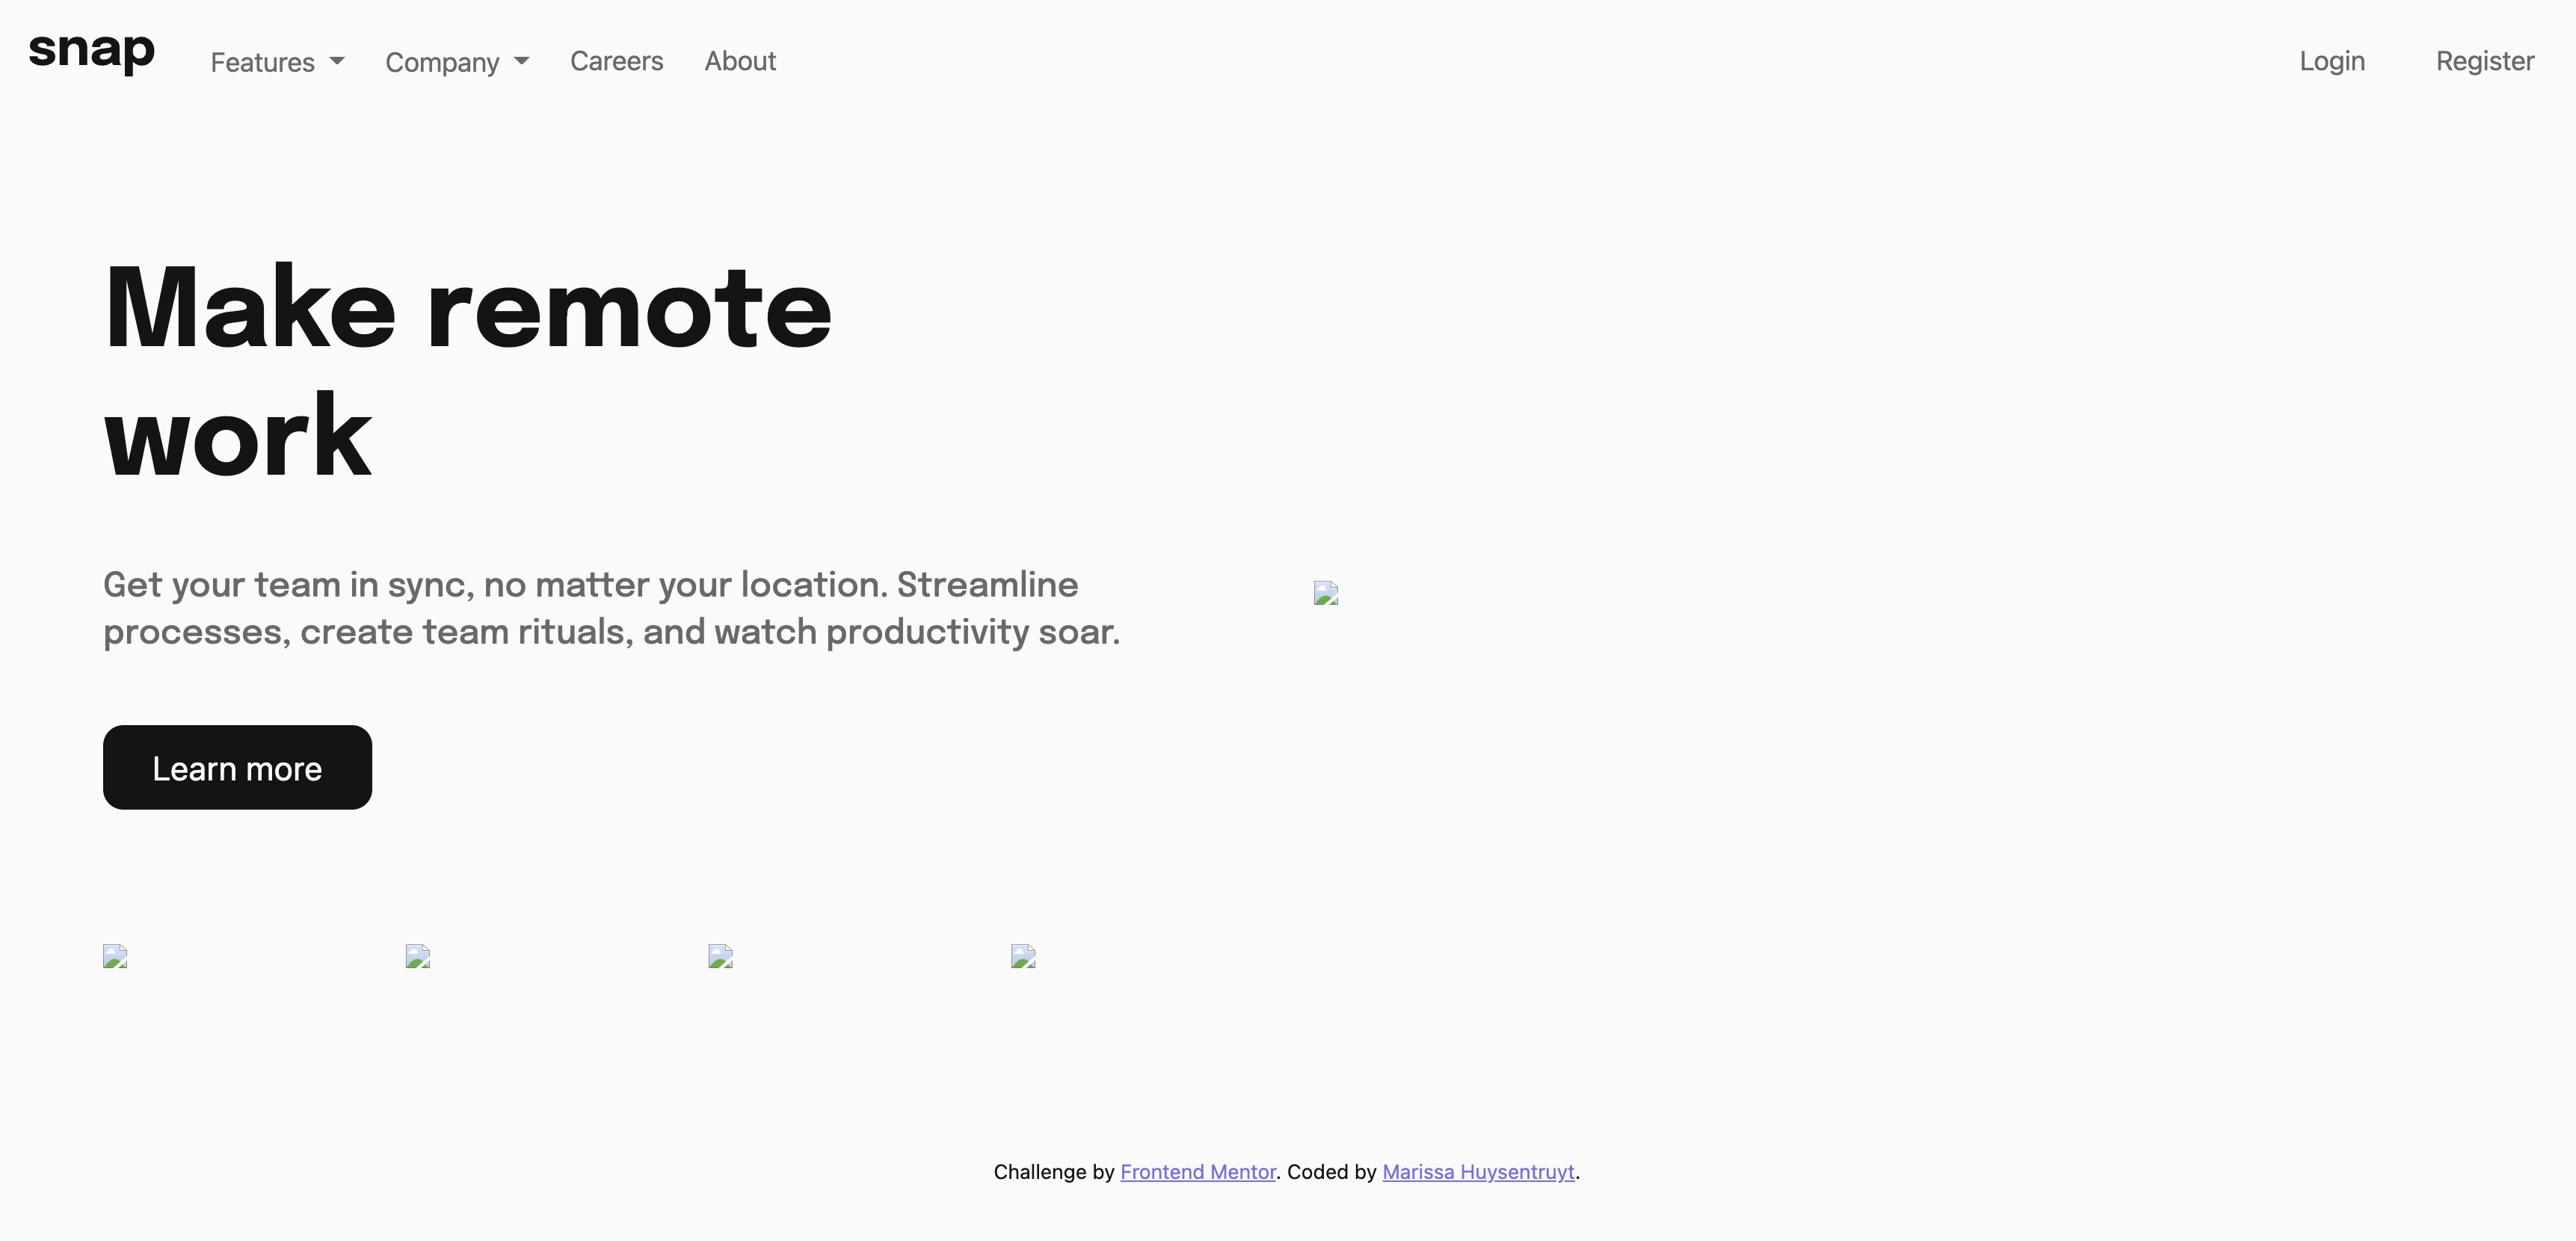 snap
Features
Company
Careers
About
Login
Register
Make remote
work
Get your team in sync, no matter your location. Streamline
processes, create team rituals, and watch productivity soar.
Learn more
Challenge by Frontend Mentor. Coded by Marissa Huysentruyt.